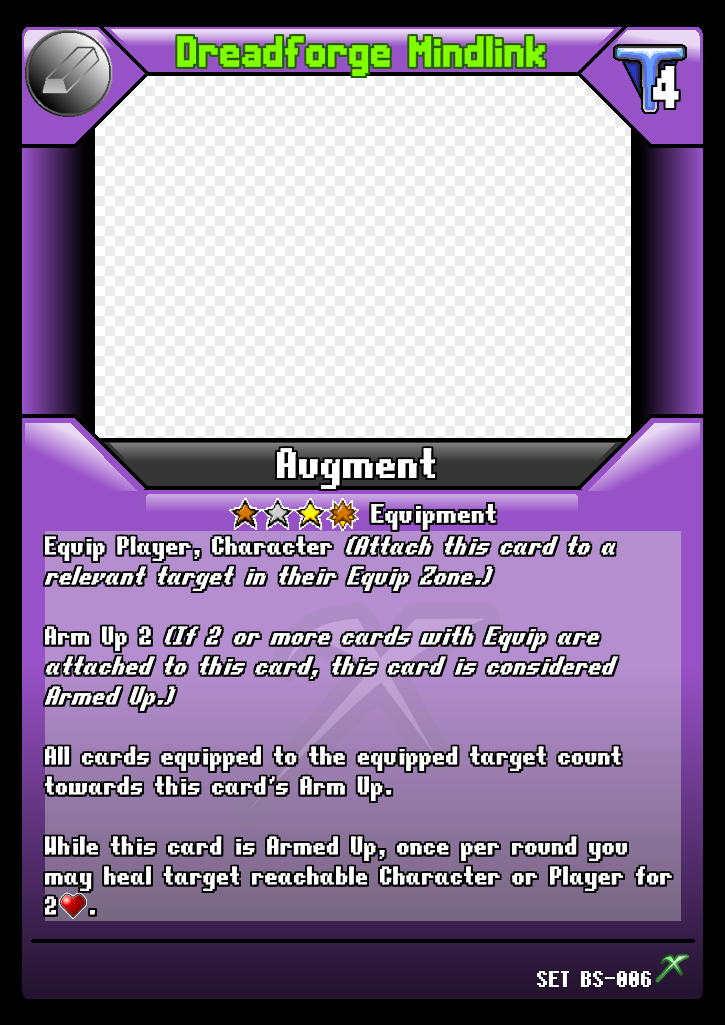 Dreadforge Mindlink
4
Augment
Equipment
Equip Player, Character (Attach this card to a
relevant target in their Equip Zone.)
Arm Up 2 (If 2 or more cards with Equip are
attached to this card, this card is considered
Armed Up.)
All cards equipped to the equipped target count
towards this card's Arm Up.
While this card is Armed Up, once per round you
may heal target reachable Character or Player for
2❤.
SET BS-006